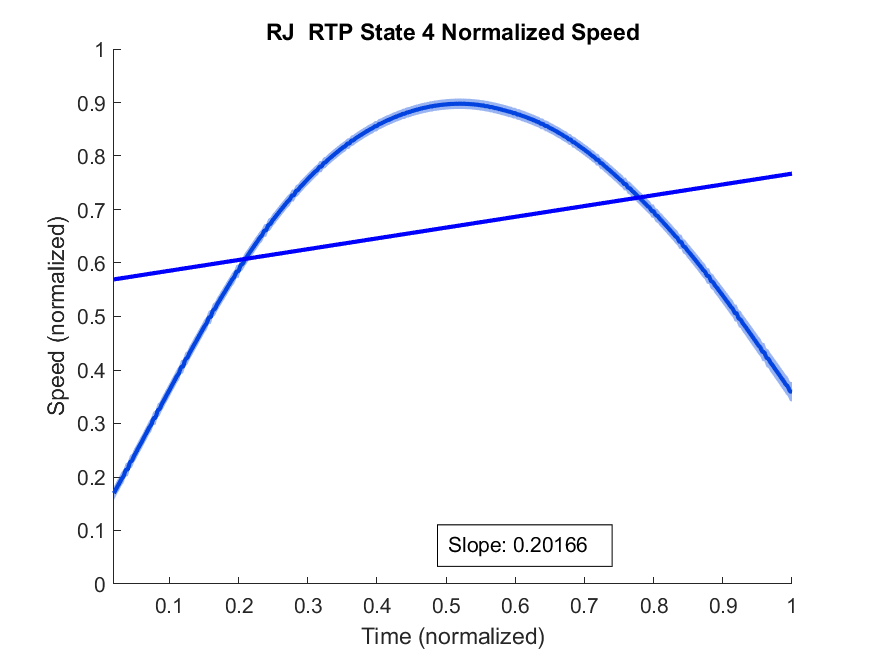 RJ  RTP State 4 Normalized Speed
1
0.9
0.8
0.7
0.6
0.5
0.4
0.3
0.2
0.1
0
Speed (normalized)
Slope: 0.20166
0.1 0.2 0.3 0.4 0.5 0.6 0.7 0.8 0.9 1
Time (normalized)